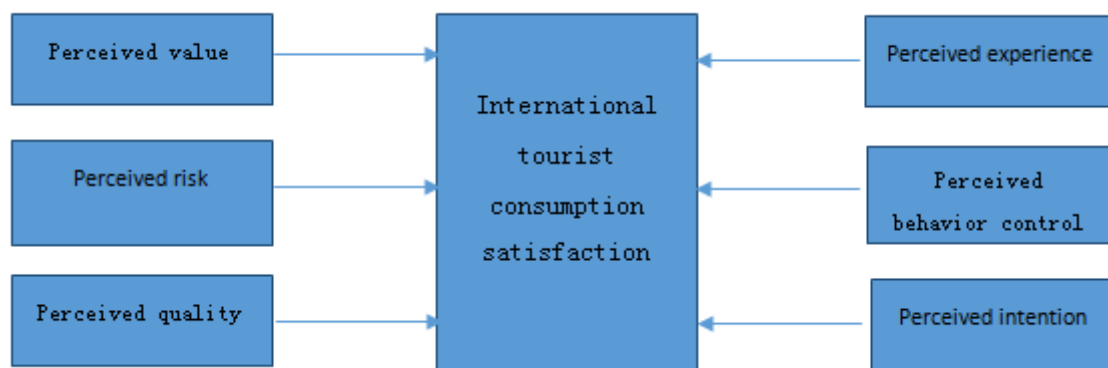 Perceived value
Perceived risk
Perceived quality
International
tourist
consumption
satisfaction
Perceived experience
Perceived
behavior control
Perceived intention